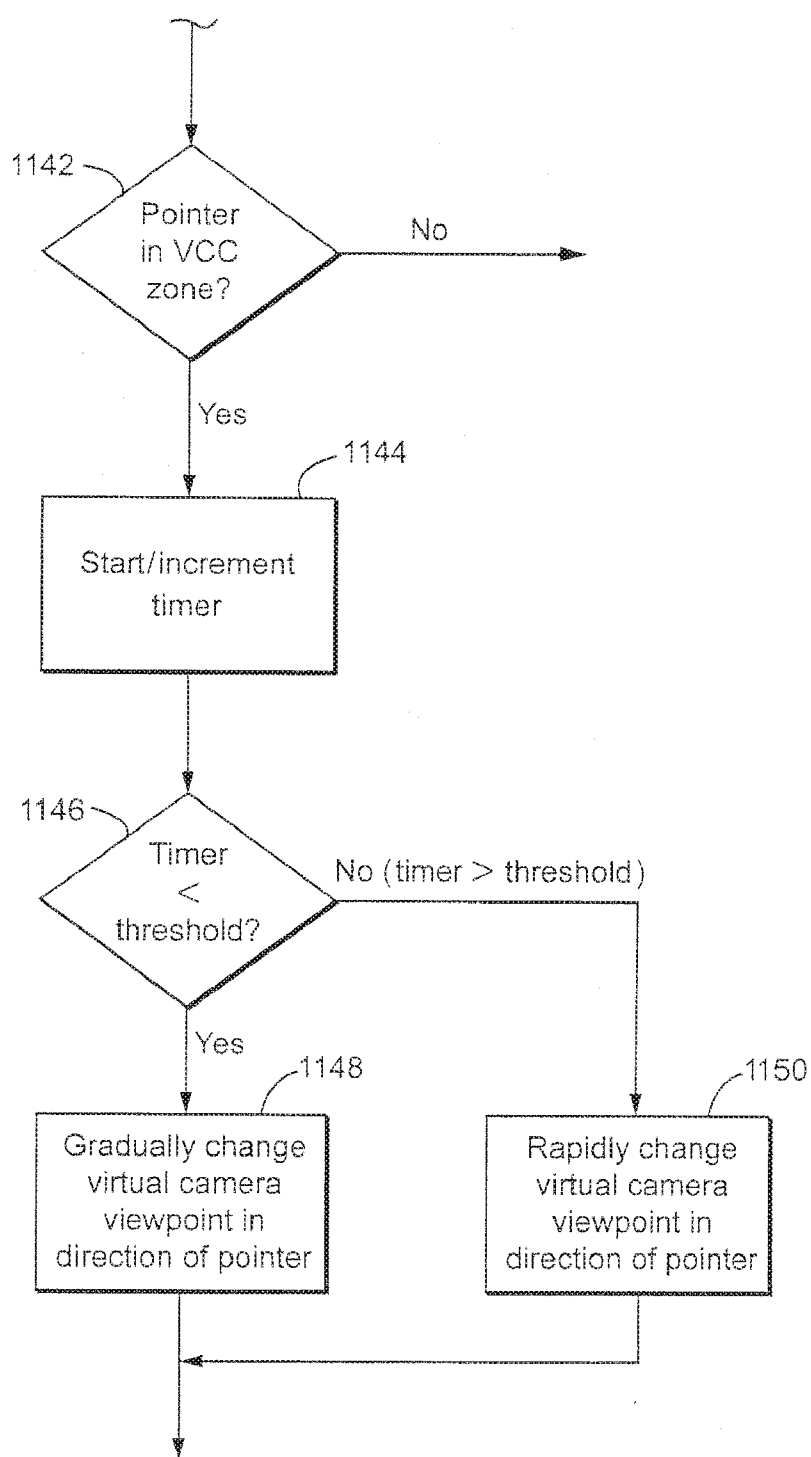 1142
Pointer
in VCC
zone?
No
Yes
1144
Start/increment
timer
1146
Timer
<
threshold?
No (timer > threshold)
Yes
1148
Gradually change
virtual camera
viewpoint in
direction of pointer
1150
Rapidly change
virtual camera
viewpoint in
direction of pointer